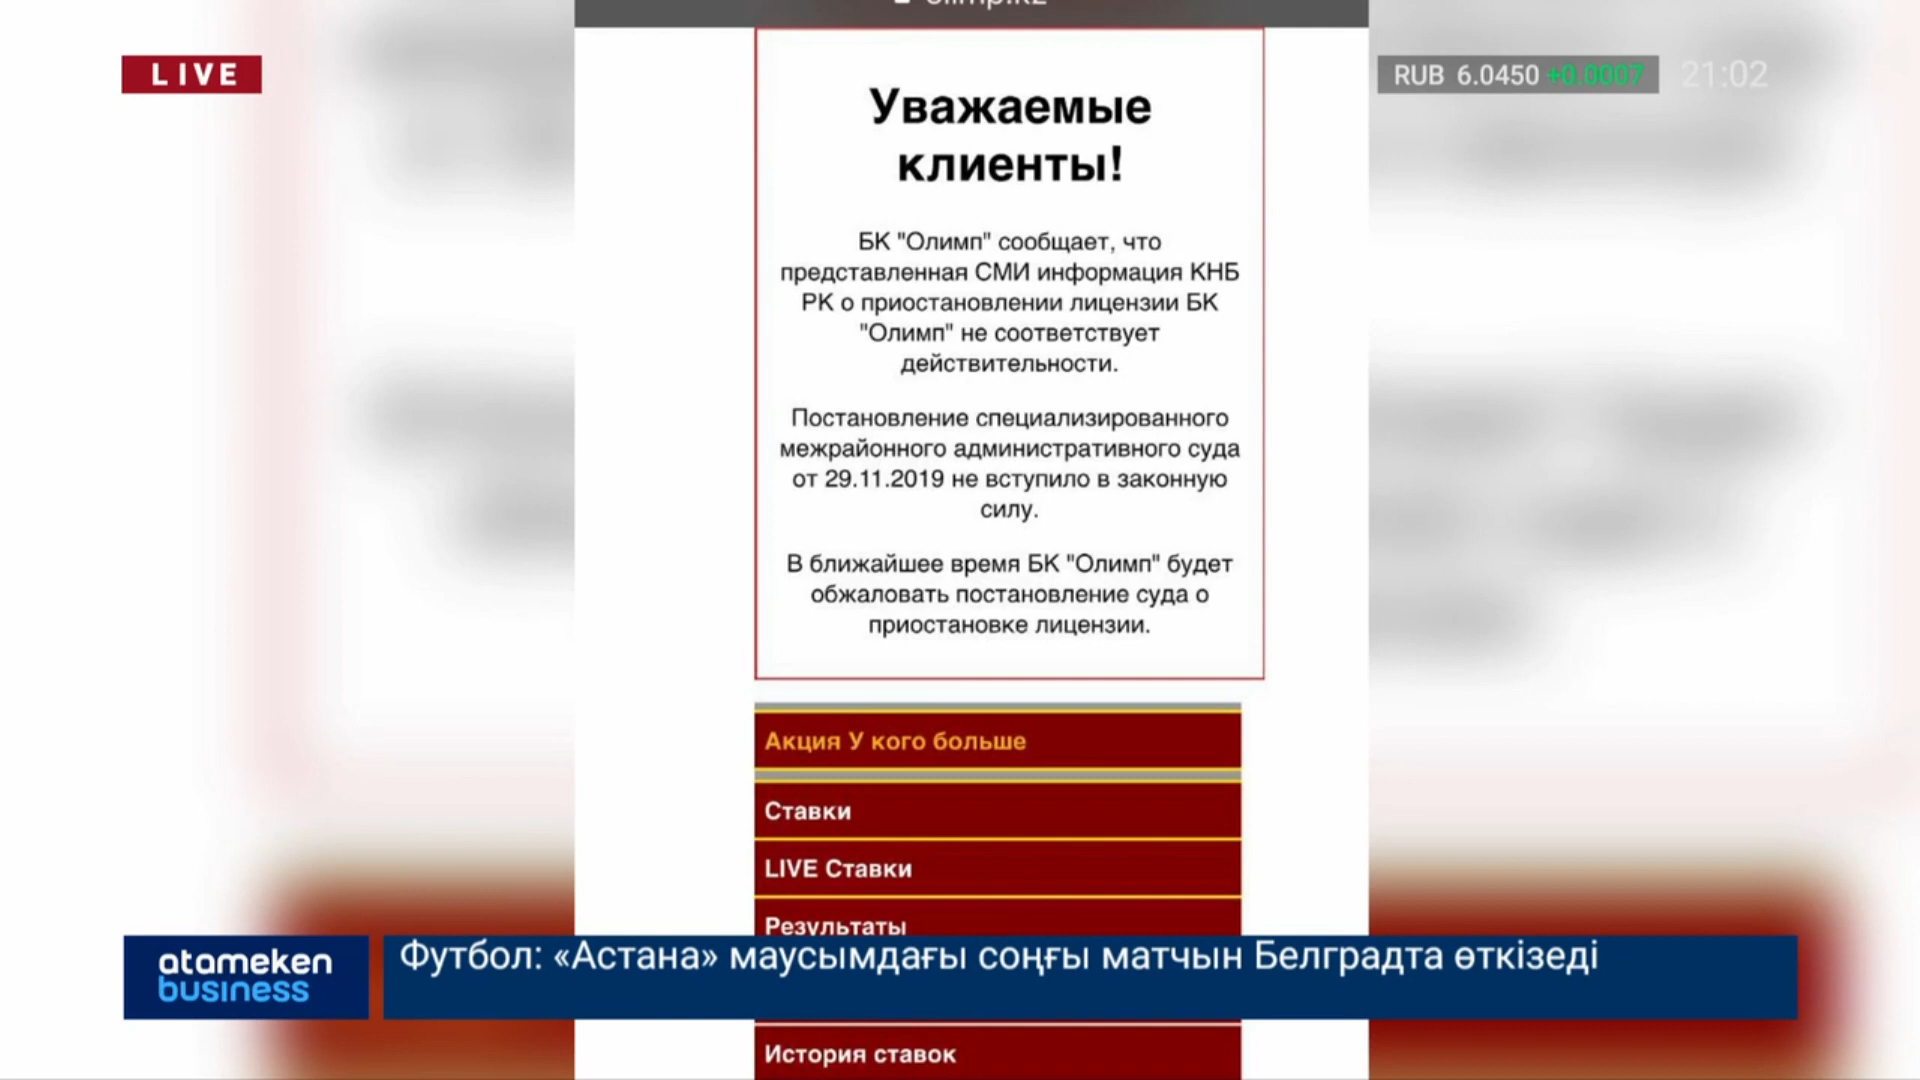 LIVE
RUB 6.0450 +0.0007
21:02
Уважаемые
клиенты!
БК "Олимп" сообщает, что
представленная СМИ информация КНБ
РК о приостановлении лицензии БК
"Олимп" не соответствует
действительности.
Постановление специализированного
межрайонного административного суда
от 29.11.2019 не вступило в законную
силу.
В ближайшее время БК "Олимп" будет
обжаловать постановление суда о
приостановке лицензии.
Акция У кого больше
Ставки
LIVE Ставки
Результаты
atameken
business
Футбол: «Астана» маусымдағы соңғы матчын Белградта өткізеді
История ставок